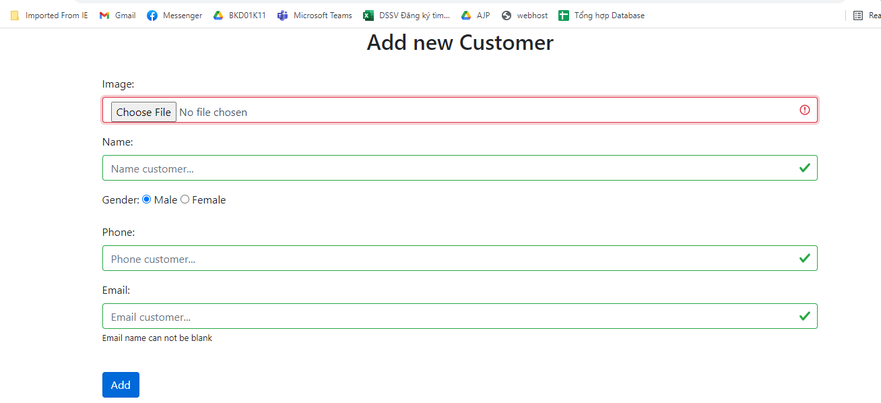 Imported From IE Gmail Messenger BKD01K11 Microsoft Teams DSSV Đăng ký tìm... AJP webhost Tổng hợp Database Rea
Add new Customer
Image:
Choose File No file chosen
Name:
Name customer...
Gender: Male Female
Phone:
Phone customer...
Email:
Email customer...
Email name can not be blank
Add